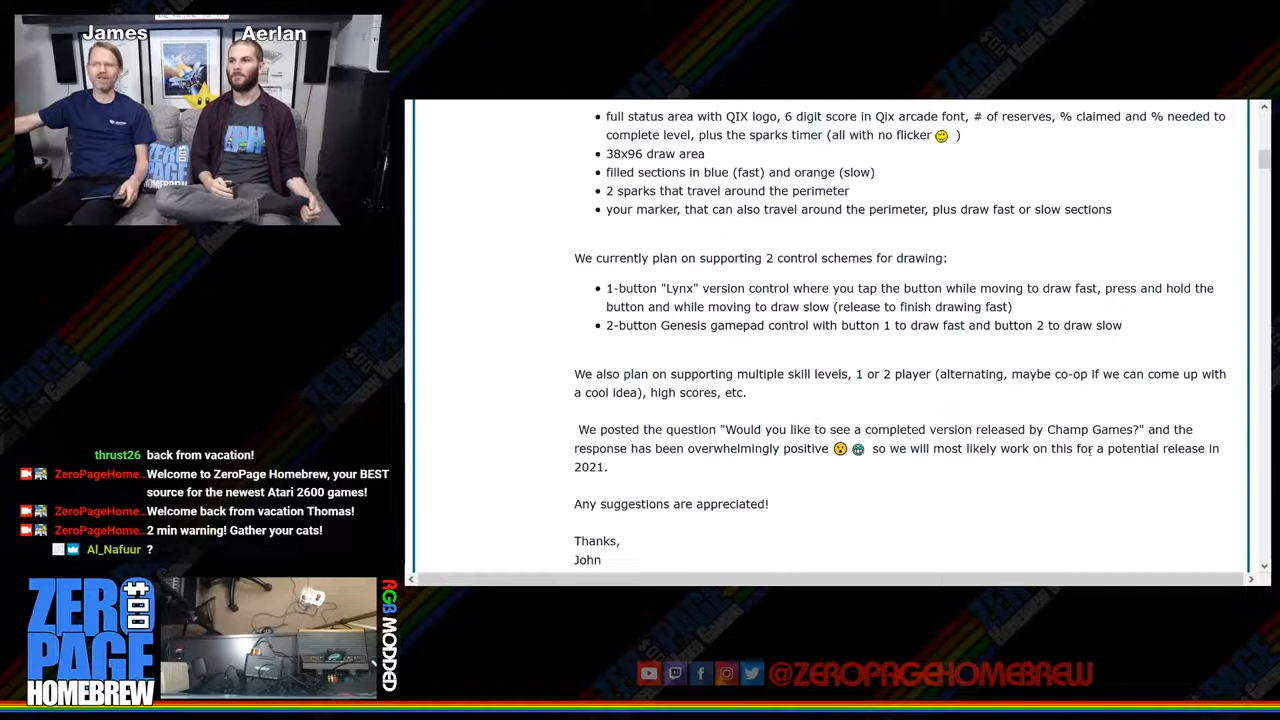 James
Aerlan
ZPH
ZERO
PAGE
$00
• full status area with QIX logo, 6 digit score in Qix arcade font, # of reserves, % claimed and % needed to
complete level, plus the sparks timer (all with no flicker )
• 38x96 draw area
• filled sections in blue (fast) and orange (slow)
• 2 sparks that travel around the perimeter
• your marker, that can also travel around the perimeter, plus draw fast or slow sections
We currently plan on supporting 2 control schemes for drawing:
• 1-button "Lynx" version control where you tap the button while moving to draw fast, press and hold the
button and while moving to draw slow (release to finish drawing fast)
• 2-button Genesis gamepad control with button 1 to draw fast and button 2 to draw slow
We also plan on supporting multiple skill levels, 1 or 2 player (alternating, maybe co-op if we can come up with
a cool idea), high scores, etc.
We posted the question "Would you like to see a completed version released by Champ Games?" and the
response has been overwhelmingly positive so we will most likely work on this for a potential release in
2021.
Any suggestions are appreciated!
Thanks,
John
thrust26 back from vacation!
ZeroPageHome.. Welcome to ZeroPage Homebrew, your BEST
source for the newest Atari 2600 games!
ZeroPageHome.. Welcome back from vacation Thomas!
ZeroPageHome.. 2 min warning! Gather your cats!
Al_Nafuur ?
ZERO
$00
PAGE
HOMEBREW
RGB MODDED
@ZEROPAGEHOMEBREW